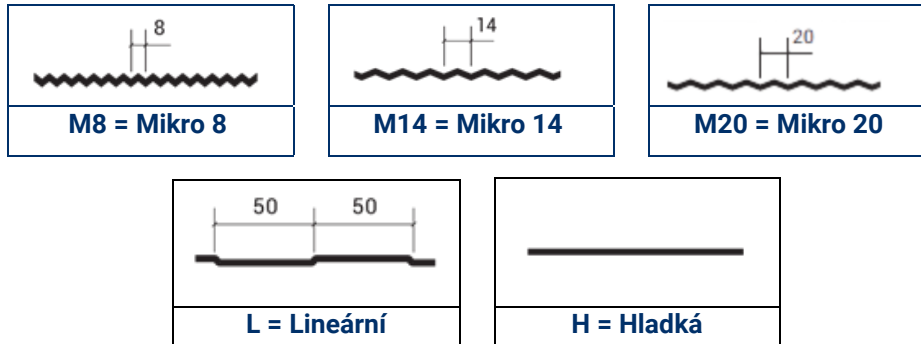 8
14
20
M8 = Mikro 8
M14 = Mikro 14
M20 = Mikro 20
50 50
L = Lineární
H = Hladká